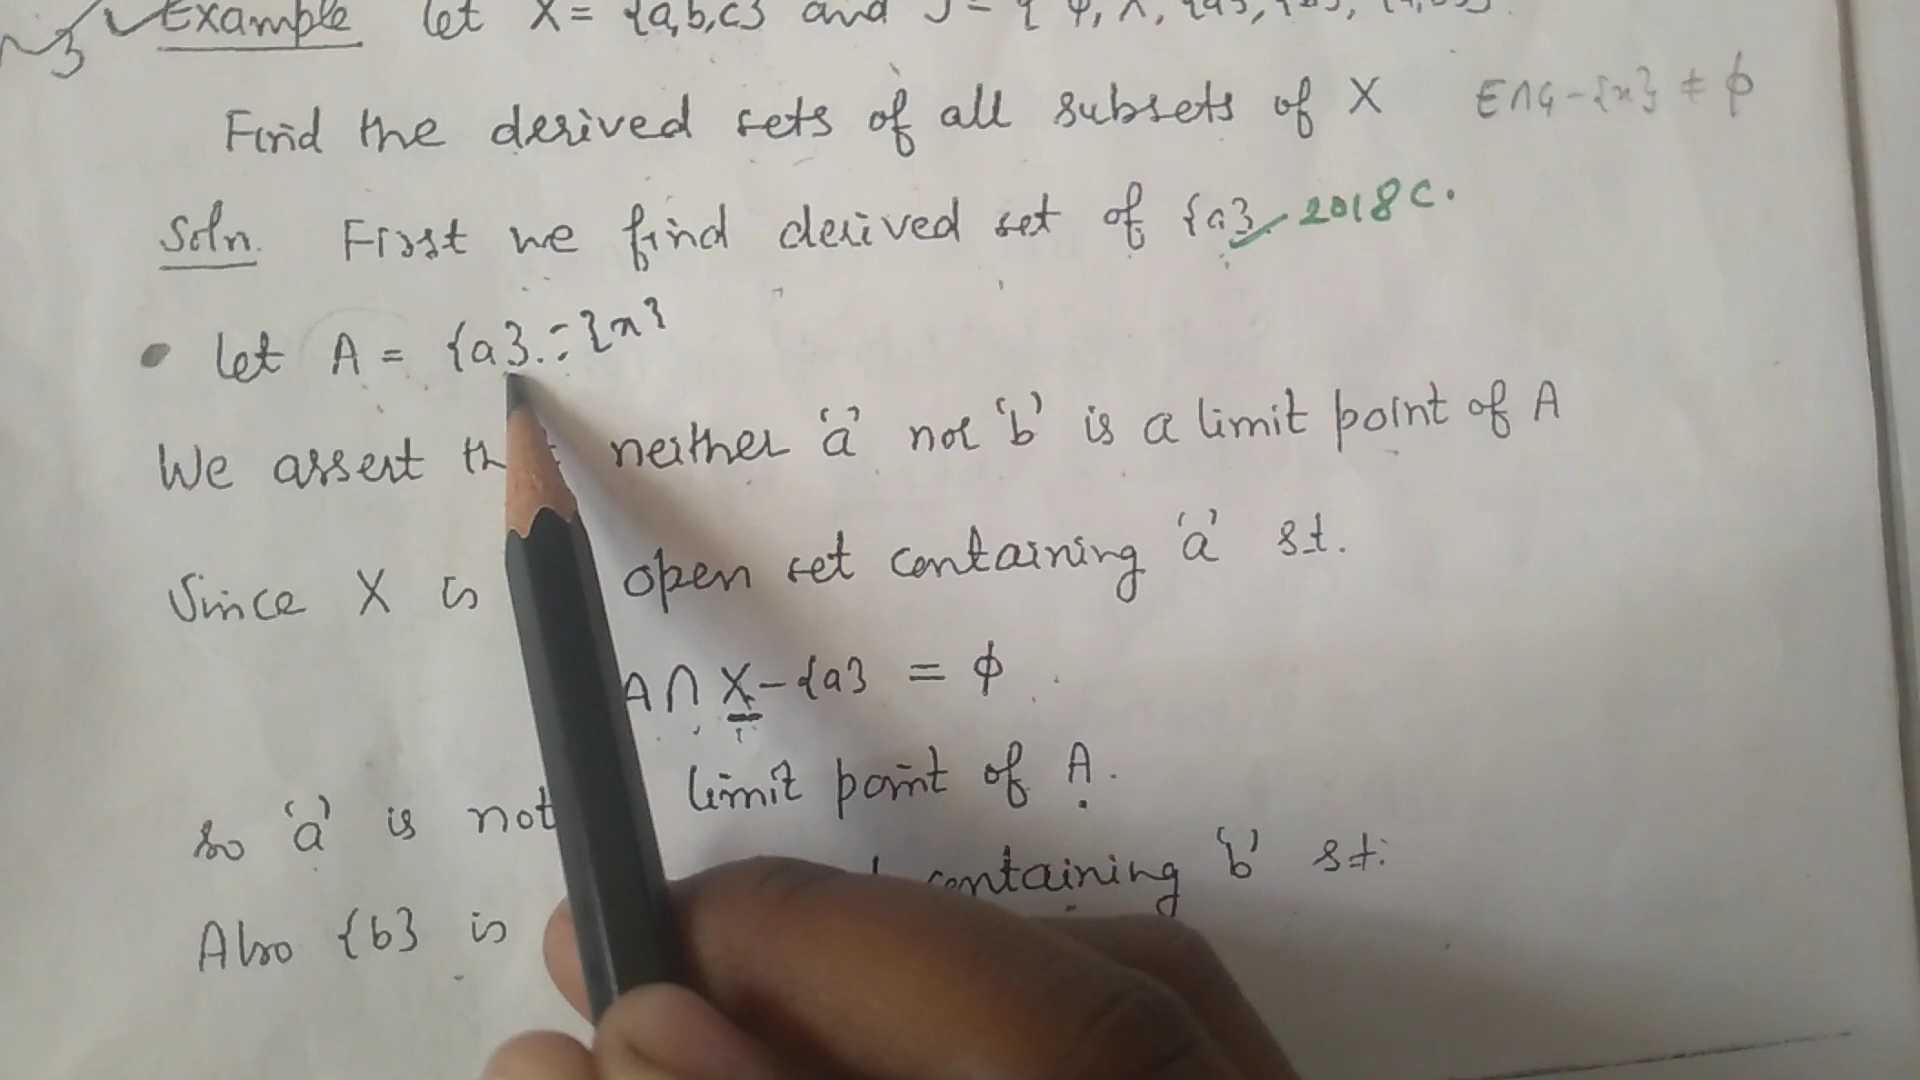 Example Let X = {a,b,c} and J = { φ, X, {a}, {b}, {a,b}}
Find the derived sets of all subsets of X E∩G-{x} ≠ φ
Soln. First we find derived set of {a} 2018 C.
• Let A = {a}. = {x}
We assert neither 'a' nor 'b' is a limit point of A
Since X is open set containing 'a' s.t.
A∩X-{a} = φ
So 'a' is not limit point of A.
Also {b} is containing 'b' s.t.